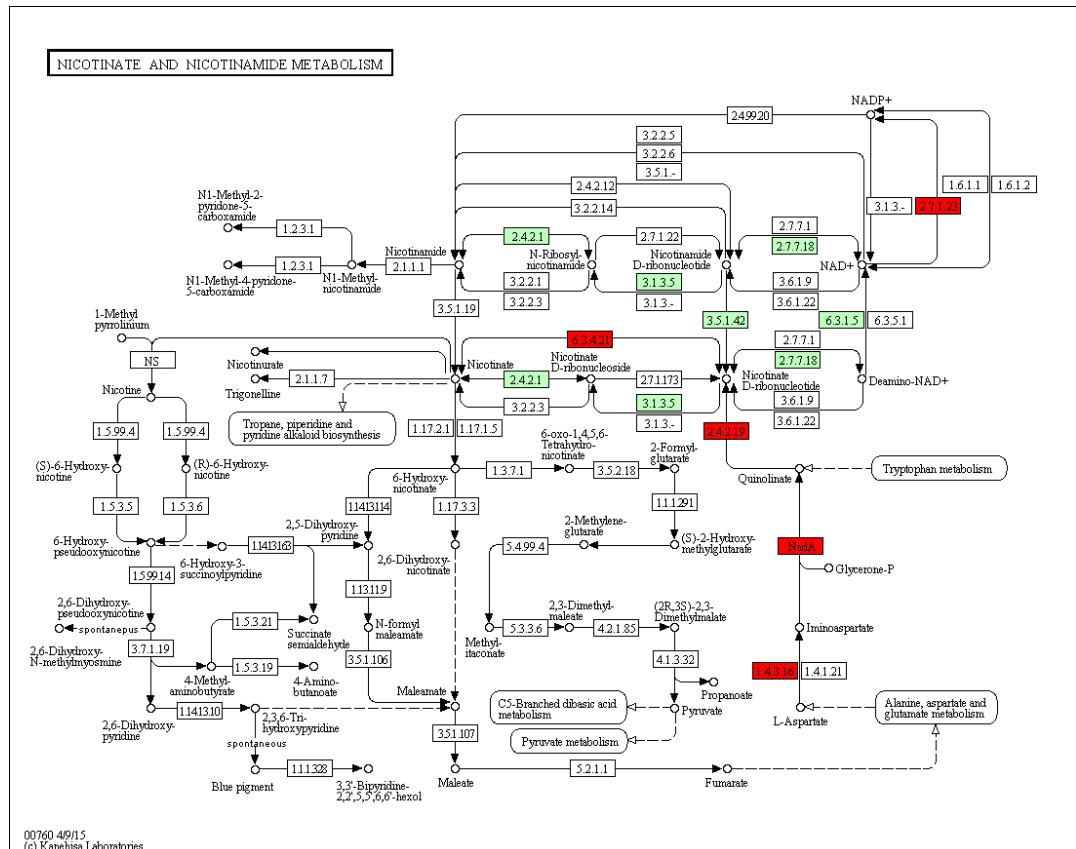 NICOTINATE AND NICOTINAMIDE METABOLISM
NADP+
2.4.99.20
3.2.2.5
3.2.2.6
3.5.1.-
1.6.1.1
1.6.1.2
2.4.2.12
3.1.3.-
2.7.1.23
3.2.2.14
N1-Methyl-2-
pyridone-5-
carboxamide
1.2.3.1
Nicotinamide
2.4.2.1
N-Ribosyl-
nicotinamide
2.7.1.22
Nicotinamide
D-ribonucleotide
2.7.7.1
2.7.7.18
NAD+
1.2.3.1
2.1.1.1
N1-Methyl-4-pyridone-
5-carboxamide
N1-Methyl-
nicotinamide
3.2.2.1
3.2.2.3
3.1.3.5
3.1.3.-
3.6.1.9
3.6.1.22
3.5.1.19
3.5.1.42
6.3.1.5
6.3.5.1
1-Methyl
pyrrolinium
NS
6.3.4.21
2.7.7.1
2.7.7.18
Nicotinurate
Nicotinate
Nicotinate
D-ribonucleoside
Nicotinate
D-ribonucleotide
Deamino-NAD+
Nicotine
2.1.1.7
Trigonelline
2.4.2.1
2.7.1.173
3.2.2.3
3.1.3.5
3.1.3.-
3.6.1.9
3.6.1.22
Tropane, piperidine and
pyridine alkaloid biosynthesis
1.17.2.1
1.17.1.5
2.4.2.19
1.5.99.4
1.5.99.4
6-oxo-1,4,5,6-
Tetrahydro-
nicotinate
2-Formyl-
glutarate
(S)-6-Hydroxy-
nicotine
(R)-6-Hydroxy-
nicotine
6-Hydroxy-
nicotinate
1.3.7.1
3.5.2.18
Quinolinate
Tryptophan metabolism
1.5.3.5
1.5.3.6
1.14.13.114
1.17.3.3
1.1.1.291
6-Hydroxy-
pseudooxynicotine
2,5-Dihydroxy-
pyridine
2-Methylene-
glutarate
(S)-2-Hydroxy-
methylglutarate
1.14.13.163
5.4.99.4
NadA
6-Hydroxy-3-
succinoylpyridine
2,6-Dihydroxy-
nicotinate
Glycerone-P
1.5.99.14
1.13.11.9
2,6-Dihydroxy-
pseudooxynicotine
spontanepus
1.5.3.21
Succinate
semialdehyde
N-formyl
maleamate
2,3-Dimethyl-
maleate
(2R,3S)-2,3-
Dimethylmalate
5.3.3.6
4.2.1.85
Methyl-
itaconate
Iminoaspartate
2,6-Dihydroxy-
N-methylmyosmine
3.7.1.19
3.5.1.106
4.1.3.32
1.4.3.16
1.4.1.21
4-Methyl-
aminobutyrate
1.5.3.19
4-Amino-
butanoate
Maleamate
Propanoate
1.14.13.10
2,6-Dihydroxy-
pyridine
2,3,6-Tri-
hydroxypyridine
C5-Branched dibasic acid
metabolism
Pyruvate
L-Aspartate
Alanine, aspartate and
glutamate metabolism
spontaneous
3.5.1.107
Pyruvate metabolism
Blue pigment
1.1.1.328
3,3'-Bipyridine-
2,2',5,5',6,6'-hexol
Maleate
5.2.1.1
Fumarate
00760 4/9/15
(c) Kanehisa Laboratories